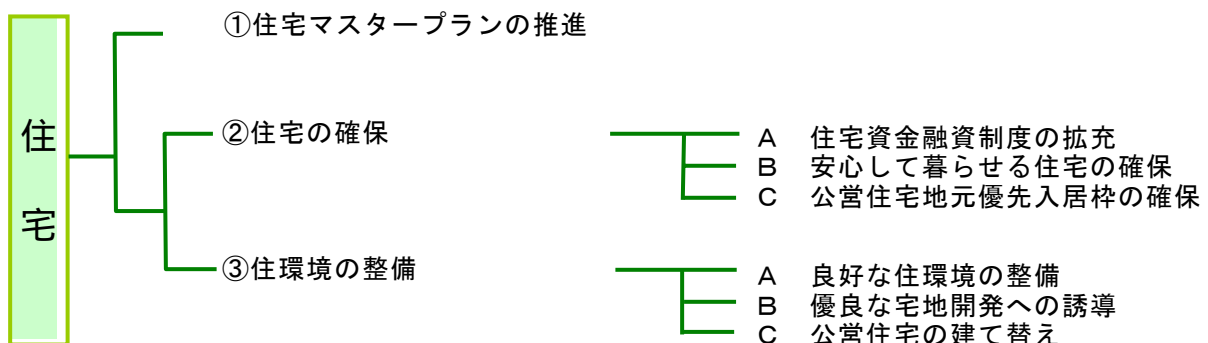 住宅
①住宅マスタープランの推進
②住宅の確保
A 住宅資金融資制度の拡充
B 安心して暮らせる住宅の確保
C 公営住宅地元優先入居枠の確保
③住環境の整備
A 良好な住環境の整備
B 優良な宅地開発への誘導
C 公営住宅の建て替え